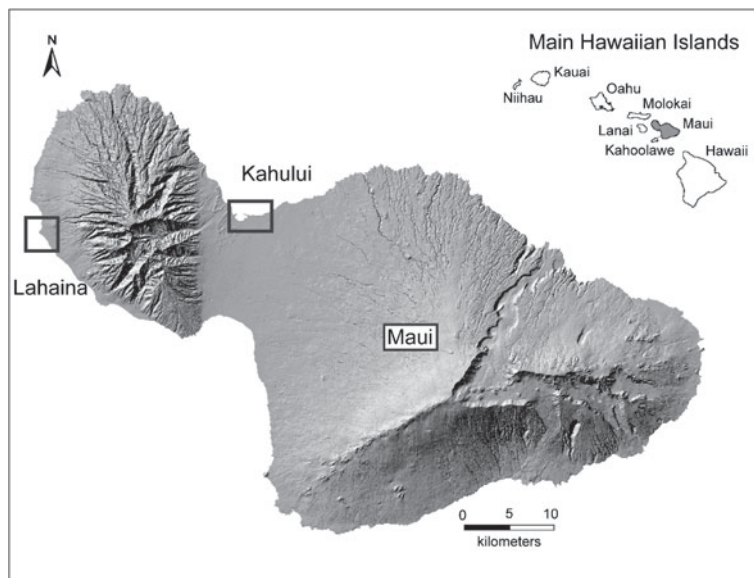 N
Main Hawaiian Islands
Kauai
Niihau
Oahu
Molokai
Lanai
Maui
Kahoolawe
Hawaii
Kahului
Lahaina
Maui
0 5 10
kilometers